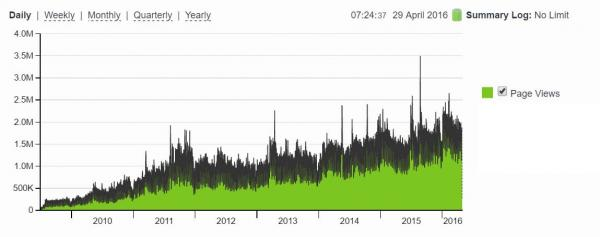 Daily | Weekly | Monthly | Quarterly | Yearly 07:24:37 29 April 2016 Summary Log: No Limit
4.0M
3.5M
3.0M
2.5M
2.0M
1.5M
1.0M
500K
0
Page Views
2010 2011 2012 2013 2014 2015 2016